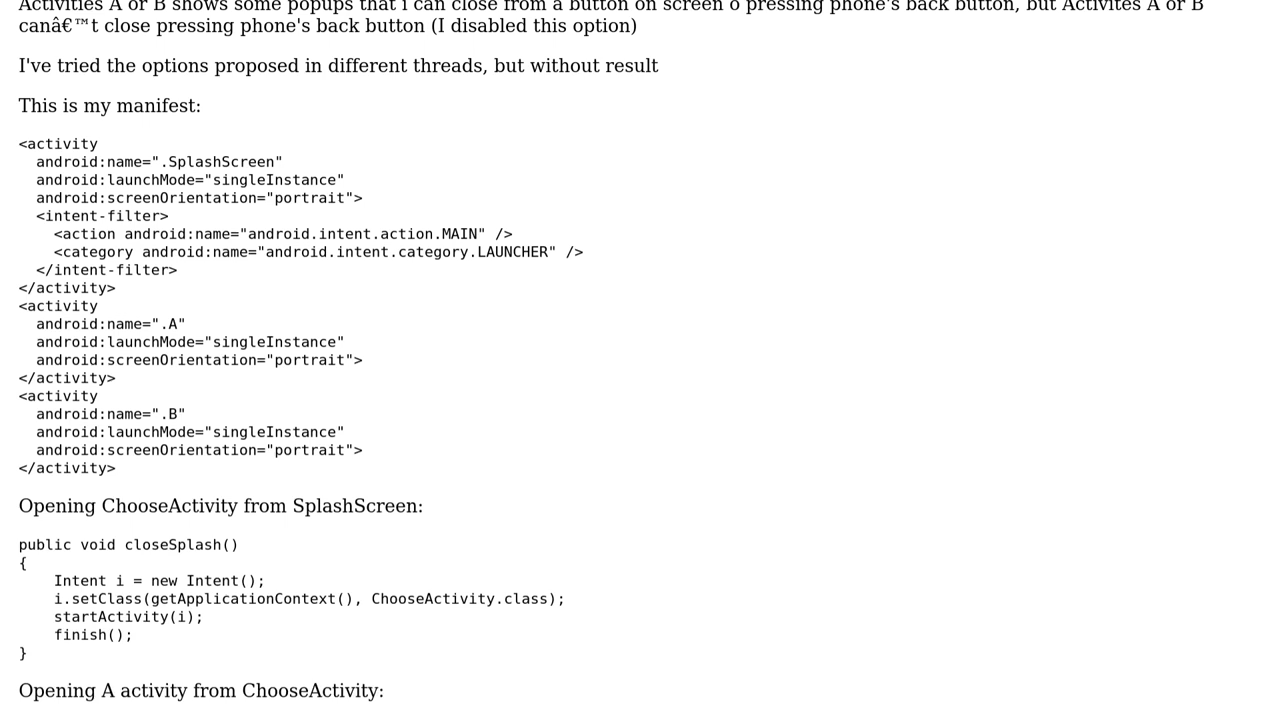 Activities A or B shows some popups that i can close from a button on screen o pressing phone's back button, but Activites A or B
canâ€™t close pressing phone's back button (I disabled this option)
I've tried the options proposed in different threads, but without result
This is my manifest:
<activity
  android:name=".SplashScreen"
  android:launchMode="singleInstance"
  android:screenOrientation="portrait">
  <intent-filter>
    <action android:name="android.intent.action.MAIN" />
    <category android:name="android.intent.category.LAUNCHER" />
  </intent-filter>
</activity>
<activity
  android:name=".A"
  android:launchMode="singleInstance"
  android:screenOrientation="portrait">
</activity>
<activity
  android:name=".B"
  android:launchMode="singleInstance"
  android:screenOrientation="portrait">
</activity>
Opening ChooseActivity from SplashScreen:
public void closeSplash()
{
    Intent i = new Intent();
    i.setClass(getApplicationContext(), ChooseActivity.class);
    startActivity(i);
    finish();
}
Opening A activity from ChooseActivity: